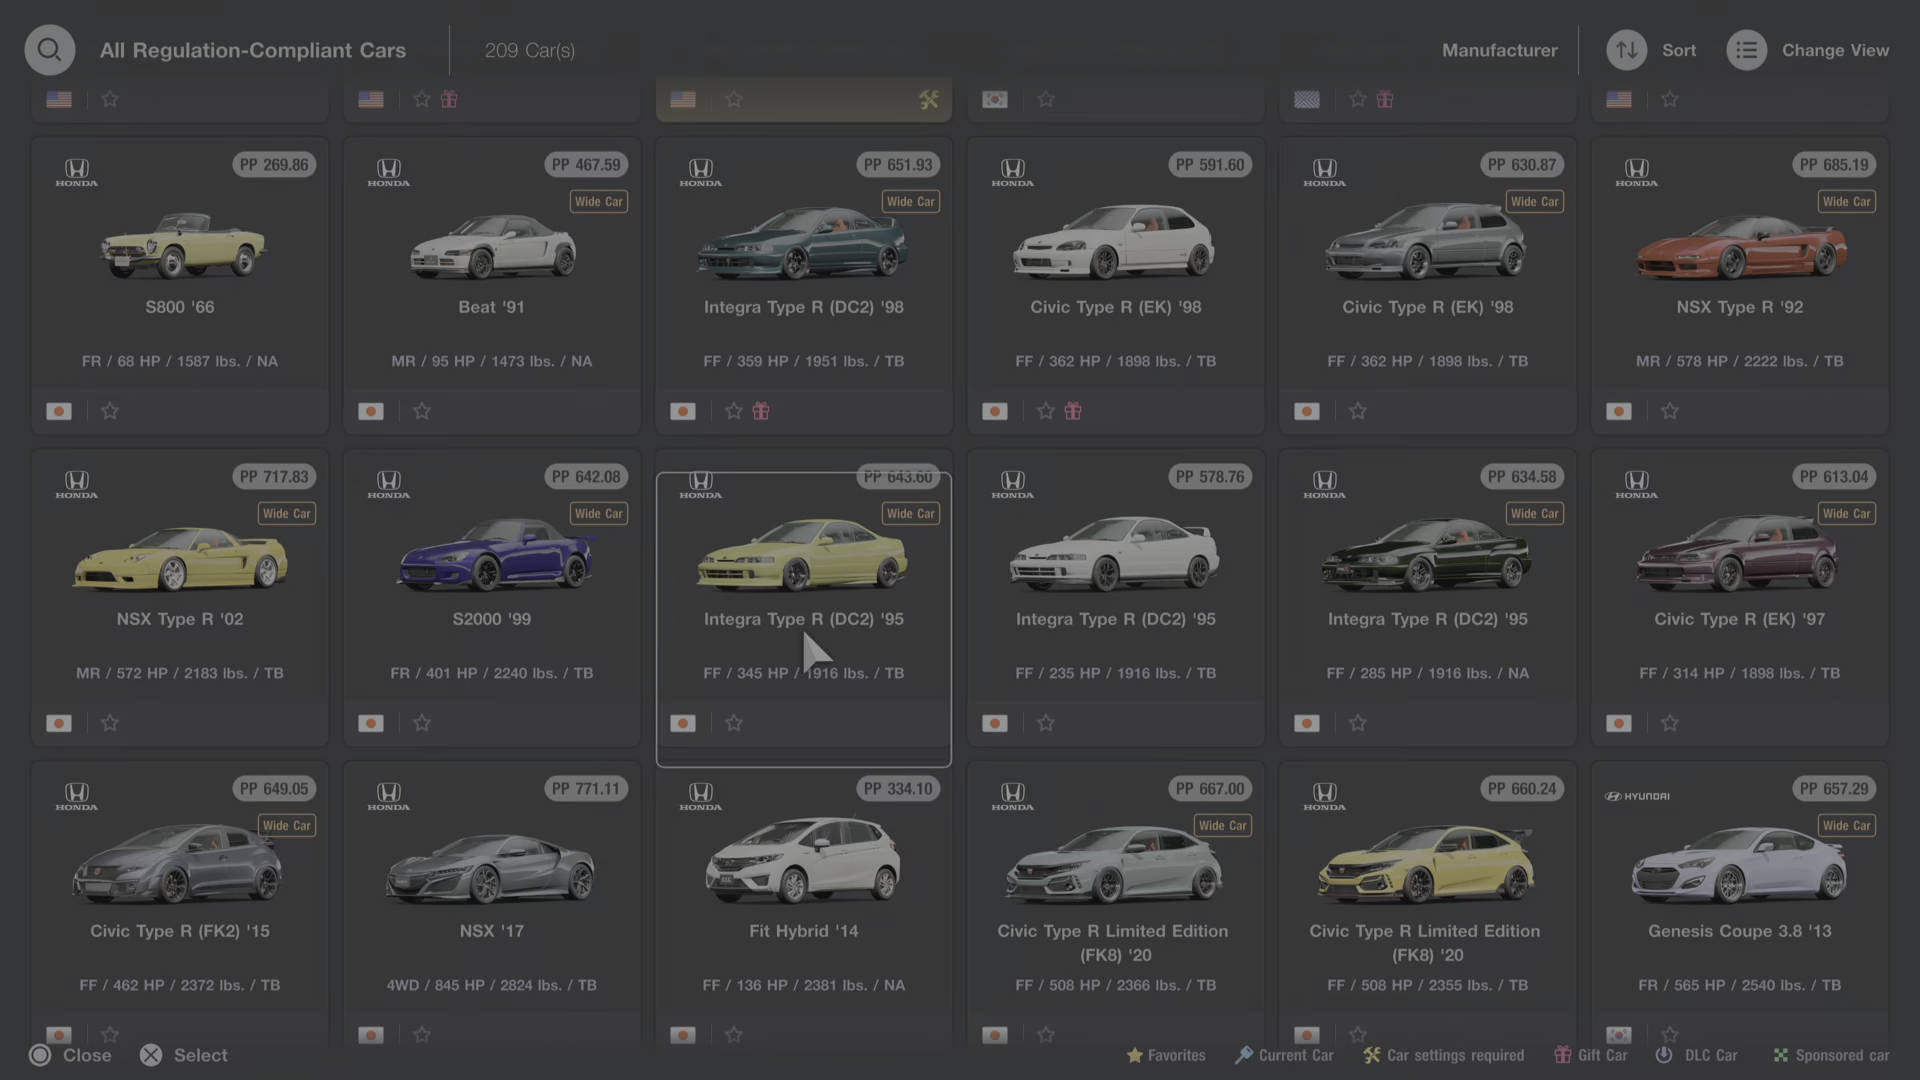 All Regulation-Compliant Cars
209 Car(s)
Manufacturer
Sort
Change View
HONDA
PP 269.86
S800 '66
FR / 68 HP / 1587 lbs. / NA
HONDA
PP 467.59
Wide Car
Beat '91
MR / 95 HP / 1473 lbs. / NA
HONDA
PP 651.93
Wide Car
Integra Type R (DC2) '98
FF / 359 HP / 1951 lbs. / TB
HONDA
PP 591.60
Civic Type R (EK) '98
FF / 362 HP / 1898 lbs. / TB
HONDA
PP 630.87
Wide Car
Civic Type R (EK) '98
FF / 362 HP / 1898 lbs. / TB
HONDA
PP 685.19
Wide Car
NSX Type R '92
MR / 578 HP / 2222 lbs. / TB
HONDA
PP 717.83
Wide Car
NSX Type R '02
MR / 572 HP / 2183 lbs. / TB
HONDA
PP 642.08
Wide Car
S2000 '99
FR / 401 HP / 2240 lbs. / TB
HONDA
PP 643.60
Wide Car
Integra Type R (DC2) '95
FF / 345 HP / 1916 lbs. / TB
HONDA
PP 578.76
Integra Type R (DC2) '95
FF / 235 HP / 1916 lbs. / TB
HONDA
PP 634.58
Wide Car
Integra Type R (DC2) '95
FF / 285 HP / 1916 lbs. / NA
HONDA
PP 613.04
Wide Car
Civic Type R (EK) '97
FF / 314 HP / 1898 lbs. / TB
HONDA
PP 649.05
Wide Car
Civic Type R (FK2) '15
FF / 462 HP / 2372 lbs. / TB
HONDA
PP 771.11
NSX '17
4WD / 845 HP / 2824 lbs. / TB
HONDA
PP 334.10
Fit Hybrid '14
FF / 136 HP / 2381 lbs. / NA
HONDA
PP 667.00
Wide Car
Civic Type R Limited Edition
(FK8) '20
FF / 508 HP / 2366 lbs. / TB
HONDA
PP 660.24
Civic Type R Limited Edition
(FK8) '20
FF / 508 HP / 2355 lbs. / TB
HYUNDAI
PP 657.29
Wide Car
Genesis Coupe 3.8 '13
FR / 565 HP / 2540 lbs. / TB
Close
Select
Favorites
Current Car
Car settings required
Gift Car
DLC Car
Sponsored car